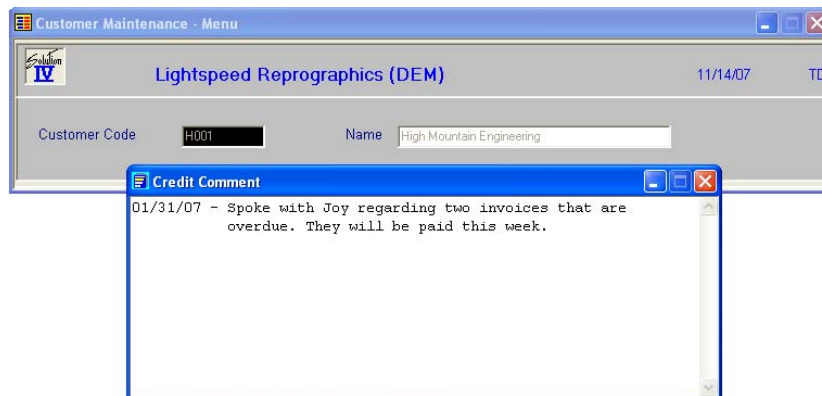 Customer Maintenance - Menu
Solution
IV
Lightspeed Reprographics (DEM)
11/14/07
Customer Code
H001
Name
High Mountain Engineering
Credit Comment
01/31/07 - Spoke with Joy regarding two invoices that are
overdue. They will be paid this week.